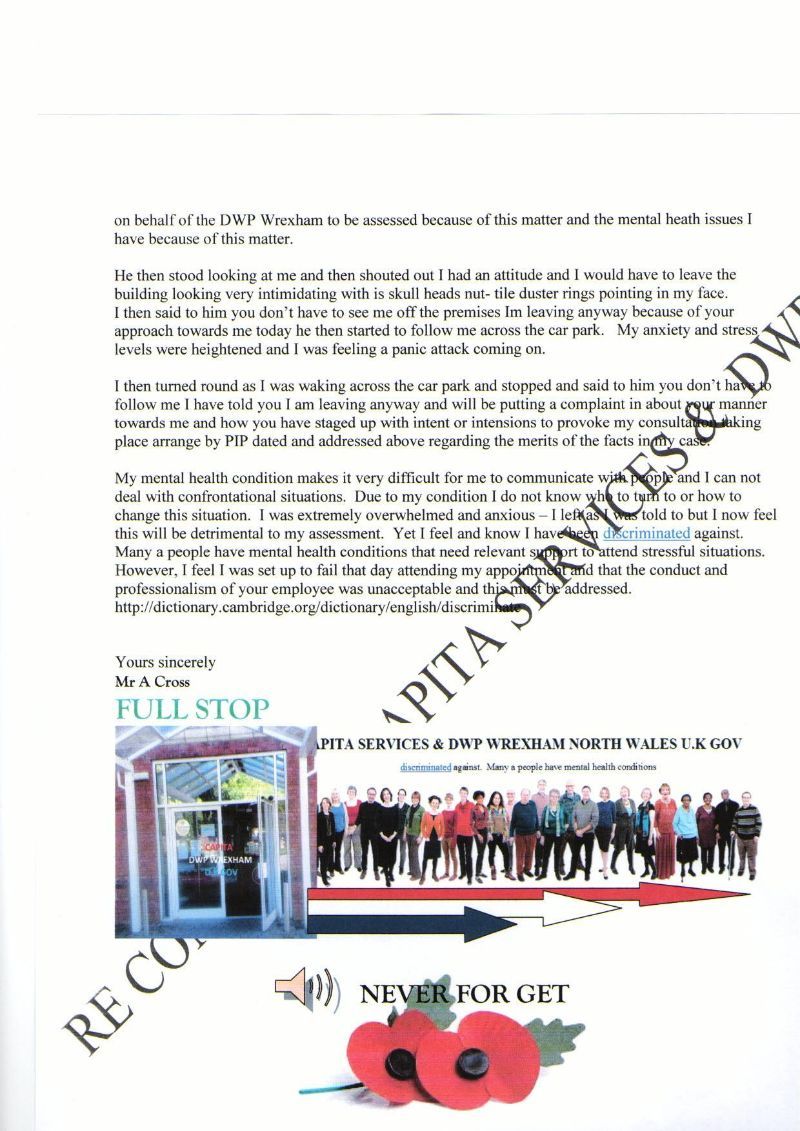 on behalf of the DWP Wrexham to be assessed because of this matter and the mental heath issues I
have because of this matter.
He then stood looking at me and then shouted out I had an attitude and I would have to leave the
building looking very intimidating with is skull heads nut- tile duster rings pointing in my face.
I then said to him you don't have to see me off the premises Im leaving anyway because of your
approach towards me today he then started to follow me across the car park. My anxiety and stress
levels were heightened and I was feeling a panic attack coming on.
I then turned round as I was waking across the car park and stopped and said to him you don't have to
follow me I have told you I am leaving anyway and will be putting a complaint in about your manner
towards me and how you have staged up with intent or intensions to provoke my consultation taking
place arrange by PIP dated and addressed above regarding the merits of the facts in my case.
My mental health condition makes it very difficult for me to communicate with people and I can not
deal with confrontational situations. Due to my condition I do not know who to turn to or how to
change this situation. I was extremely overwhelmed and anxious – I left as I was told to but I now feel
this will be detrimental to my assessment. Yet I feel and know I have been discriminated against.
Many a people have mental health conditions that need relevant support to attend stressful situations.
However, I feel I was set up to fail that day attending my appointment and that the conduct and
professionalism of your employee was unacceptable and this must be addressed.
http://dictionary.cambridge.org/dictionary/english/discriminate
Yours sincerely
Mr A Cross
FULL STOP
APITA SERVICES & DWP WREXHAM NORTH WALES U.K GOV
discriminated against. Many a people have mental health conditions
CAPITA
DWP WREXHAM
U.K GOV
NEVER FOR GET
RE CO
APITA SERVICES & DWP